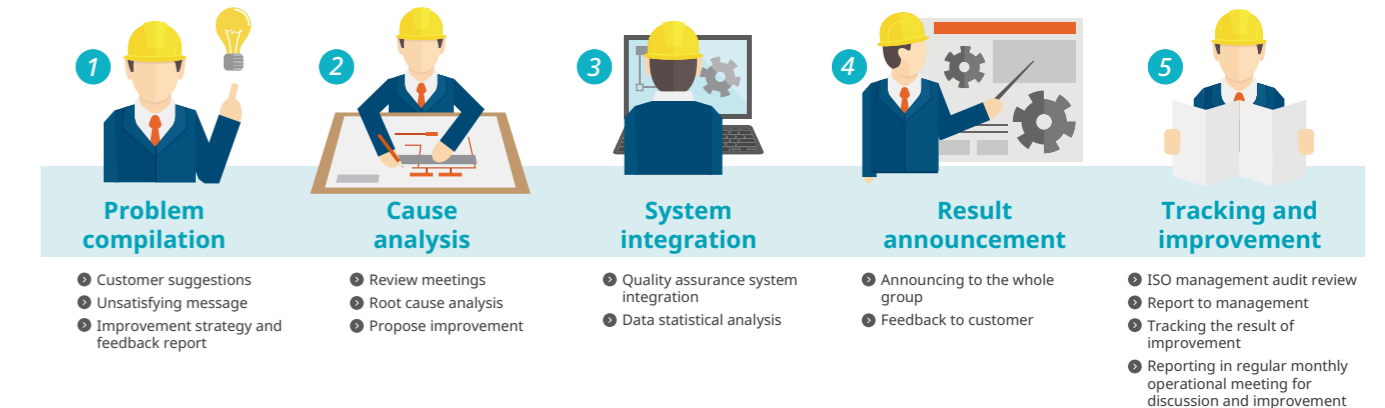 1
Problem
compilation
Customer suggestions
Unsatisfying message
Improvement strategy and
feedback report
2
Cause
analysis
Review meetings
Root cause analysis
Propose improvement
3
System
integration
Quality assurance system
integration
Data statistical analysis
4
Result
announcement
Announcing to the whole
group
Feedback to customer
5
Tracking and
improvement
ISO management audit review
Report to management
Tracking the result of
improvement
Reporting in regular monthly
operational meeting for
discussion and improvement